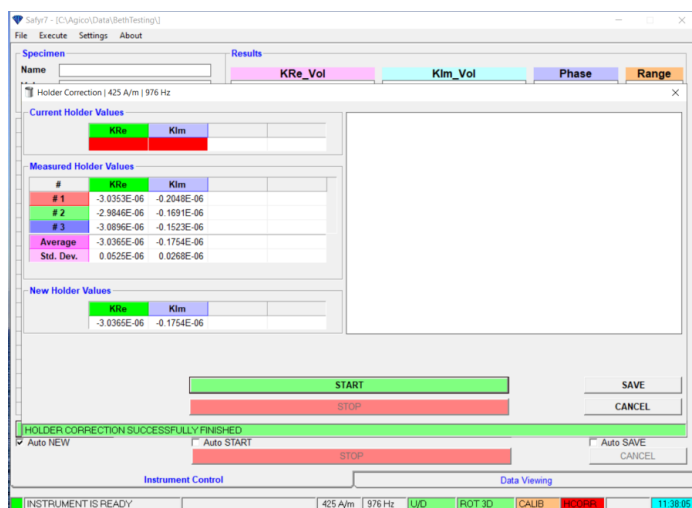 Safyr7 - [C:\Agico\Data\BethTesting\]
File Execute Settings About
Specimen
Results
Name
KRe_Vol KIm_Vol Phase Range
Holder Correction | 425 A/m | 976 Hz
Current Holder Values
KRe KIm
Measured Holder Values
# KRe KIm
# 1 -3.0353E-06 -0.2048E-06
# 2 -2.9846E-06 -0.1691E-06
# 3 -3.0896E-06 -0.1523E-06
Average -3.0365E-06 -0.1754E-06
Std. Dev. 0.0525E-06 0.0268E-06
New Holder Values
KRe KIm
-3.0365E-06 -0.1754E-06
START SAVE
STOP CANCEL
HOLDER CORRECTION SUCCESSFULLY FINISHED
Auto NEW Auto START Auto SAVE
STOP CANCEL
Instrument Control Data Viewing
INSTRUMENT IS READY 425 A/m 976 Hz U/D ROT 3D CALIB HCORR 11:38:05